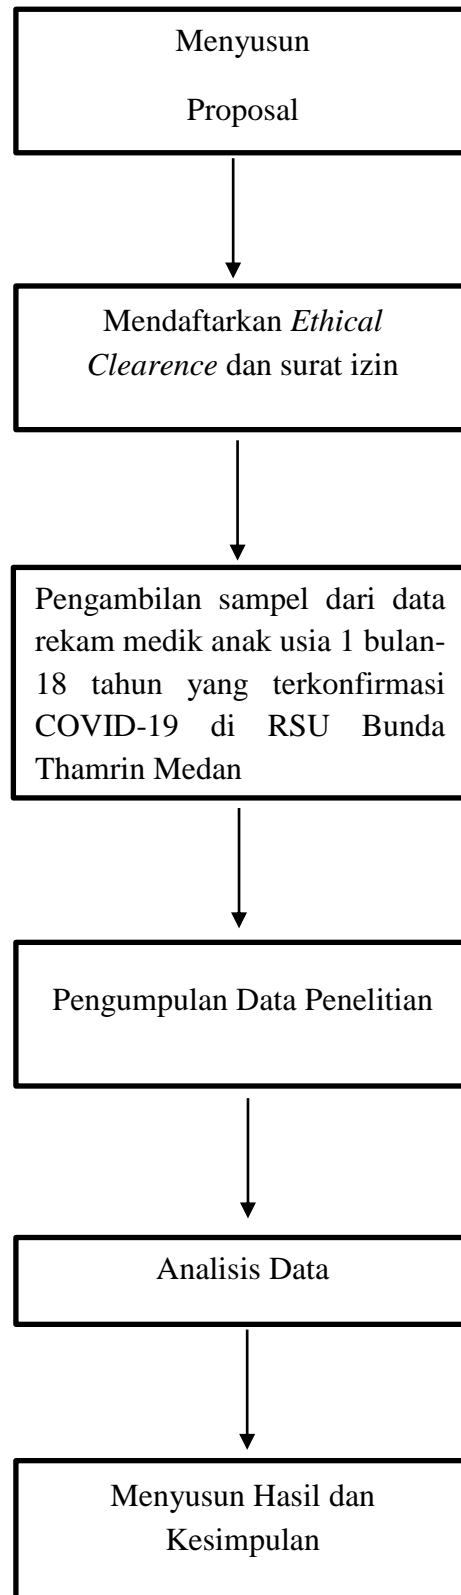 Menyusun
Proposal
Mendaftarkan Ethical
Clearence dan surat izin
Pengambilan sampel dari data
rekam medik anak usia 1 bulan-
18 tahun yang terkonfirmasi
COVID-19 di RSU Bunda
Thamrin Medan
Pengumpulan Data Penelitian
Analisis Data
Menyusun Hasil dan
Kesimpulan